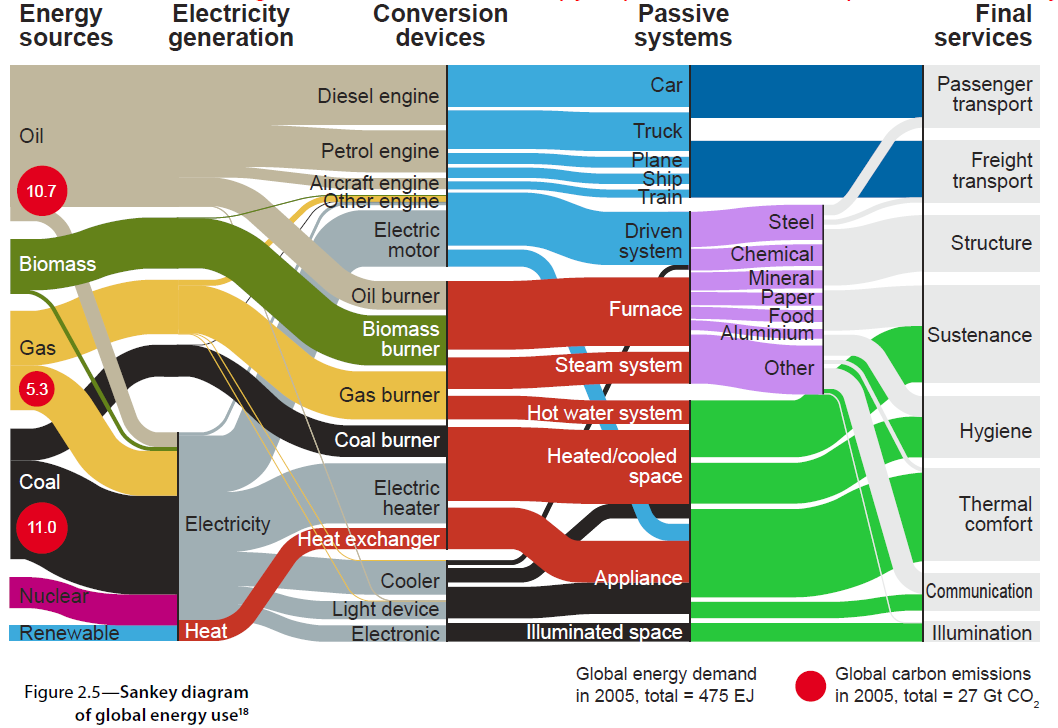 Energy sources
Electricity generation
Conversion devices
Passive systems
Final services
Oil
10.7
Biomass
Gas
5.3
Coal
11.0
Nuclear
Renewable
Electricity
Heat
Diesel engine
Petrol engine
Aircraft engine
Other engine
Electric motor
Oil burner
Biomass burner
Gas burner
Coal burner
Electric heater
Heat exchanger
Cooler
Light device
Electronic
Car
Truck
Plane
Ship
Train
Driven system
Furnace
Steam system
Hot water system
Heated/cooled space
Appliance
Illuminated space
Steel
Chemical
Mineral
Paper
Food
Aluminium
Other
Passenger transport
Freight transport
Structure
Sustenance
Hygiene
Thermal comfort
Communication
Illumination
Figure 2.5—Sankey diagram
of global energy use18
Global energy demand
in 2005, total = 475 EJ
Global carbon emissions
in 2005, total = 27 Gt CO2